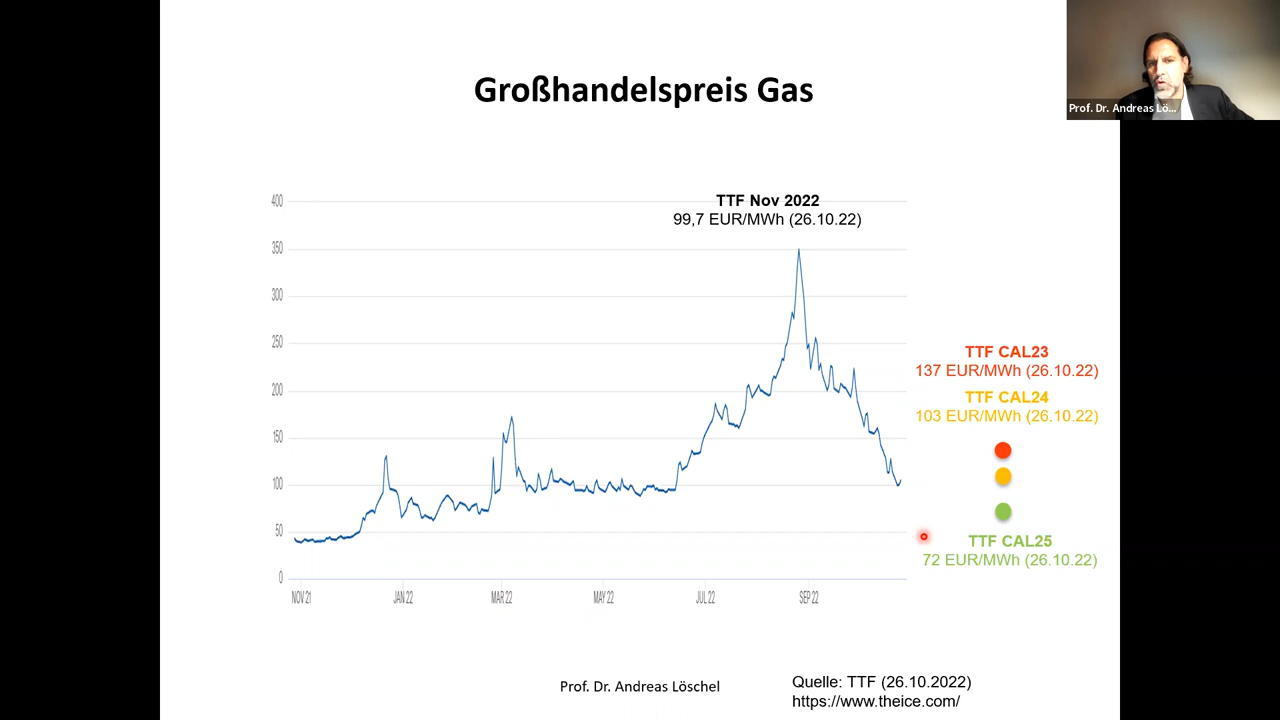 Großhandelspreis Gas
Prof. Dr. Andreas Lö...
400
350
300
250
200
150
100
50
0
NOV 21
JAN 22
MAR 22
MAY 22
JUL 22
SEP 22
TTF Nov 2022
99,7 EUR/MWh (26.10.22)
TTF CAL23
137 EUR/MWh (26.10.22)
TTF CAL24
103 EUR/MWh (26.10.22)
TTF CAL25
72 EUR/MWh (26.10.22)
Prof. Dr. Andreas Löschel
Quelle: TTF (26.10.2022)
https://www.theice.com/